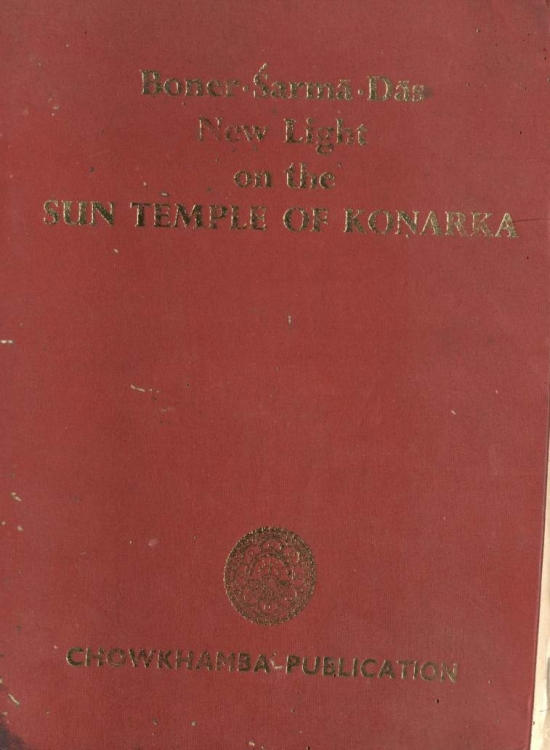 Boner·Śarmā·Dās
New Light
on the
SUN TEMPLE OF KONARKA
CHOWKHAMBA PUBLICATION